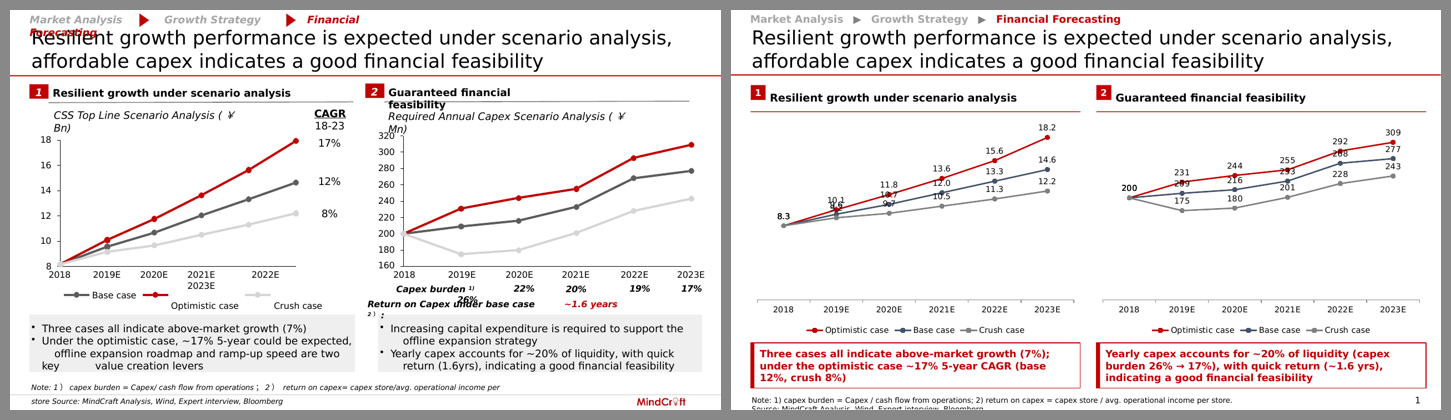 Market Analysis Growth Strategy Financial
Forecasting
Resilient growth performance is expected under scenario analysis,
affordable capex indicates a good financial feasibility
1 Resilient growth under scenario analysis
CSS Top Line Scenario Analysis ( ¥
Bn)
CAGR
18-23
17%
12%
8%
18
16
14
12
10
8
2018 2019E 2020E 2021E 2022E
2023E
Base case
Optimistic case Crush case
2 Guaranteed financial
feasibility
Required Annual Capex Scenario Analysis ( ¥
Mn)
320
300
280
260
240
220
200
180
160
2018 2019E 2020E 2021E 2022E 2023E
Capex burden 1) 22% 20% 19% 17%
26%
Return on Capex under base case ~1.6 years
2) :
• Three cases all indicate above-market growth (7%)
• Under the optimistic case, ~17% 5-year could be expected,
offline expansion roadmap and ramp-up speed are two
key value creation levers
• Increasing capital expenditure is required to support the
offline expansion strategy
• Yearly capex accounts for ~20% of liquidity, with quick
return (1.6yrs), indicating a good financial feasibility
Note: 1） capex burden = Capex/ cash flow from operations； 2） return on capex= capex store/avg. operational income per
store Source: MindCraft Analysis, Wind, Expert interview, Bloomberg
MindCraft
Market Analysis ▶ Growth Strategy ▶ Financial Forecasting
Resilient growth performance is expected under scenario analysis,
affordable capex indicates a good financial feasibility
1 Resilient growth under scenario analysis
18.2
15.6
14.6
13.6
13.3
12.2
11.8
12.0
11.3
10.7
10.5
10.1
9.7
9.6
8.3
2018 2019E 2020E 2021E 2022E 2023E
Optimistic case Base case Crush case
2 Guaranteed financial feasibility
309
292
277
268
255
244
243
233
231
228
216
209
201
200
180
175
2018 2019E 2020E 2021E 2022E 2023E
Optimistic case Base case Crush case
Three cases all indicate above-market growth (7%);
under the optimistic case ~17% 5-year CAGR (base
12%, crush 8%)
Yearly capex accounts for ~20% of liquidity (capex
burden 26% → 17%), with quick return (~1.6 yrs),
indicating a good financial feasibility
Note: 1) capex burden = Capex / cash flow from operations; 2) return on capex = capex store / avg. operational income per store.
Source: MindCraft Analysis, Wind, Expert interview, Bloomberg
1